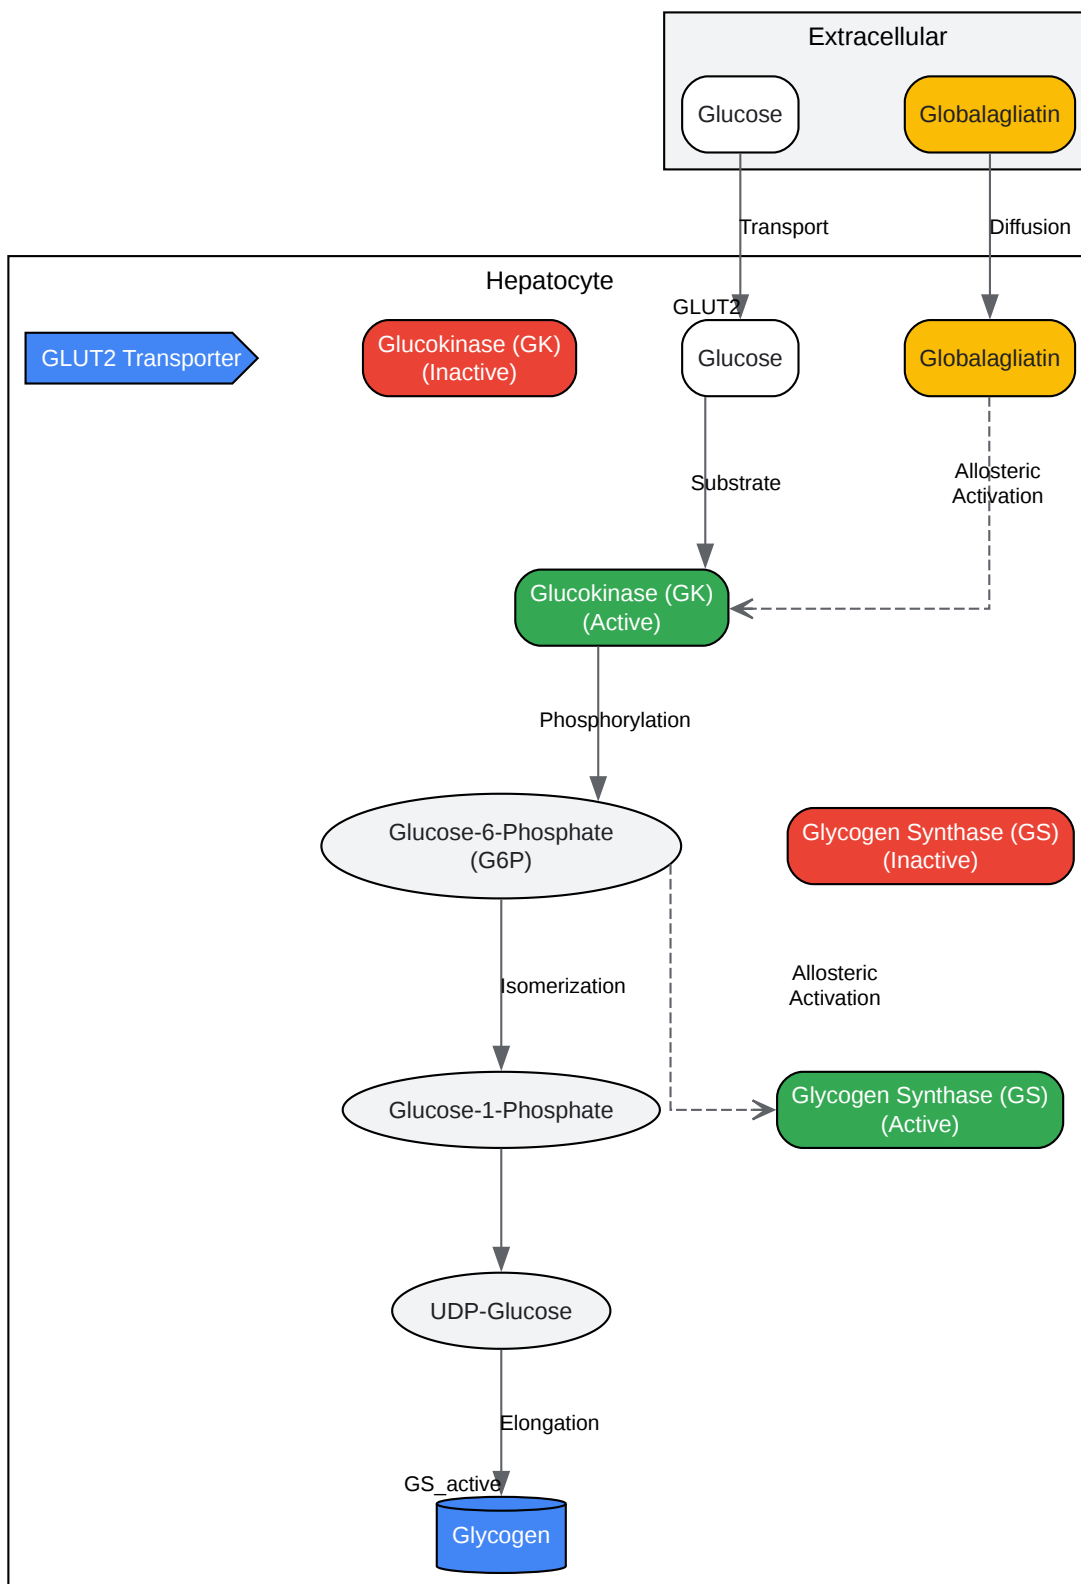 Extracellular
Glucose
Globalagliatin
Transport
Diffusion
Hepatocyte
GLUT2
GLUT2 Transporter
Glucokinase (GK)
(Inactive)
Glucose
Globalagliatin
Substrate
Allosteric
Activation
Glucokinase (GK)
(Active)
Phosphorylation
Glucose-6-Phosphate
(G6P)
Glycogen Synthase (GS)
(Inactive)
Isomerization
Allosteric
Activation
Glucose-1-Phosphate
Glycogen Synthase (GS)
(Active)
UDP-Glucose
Elongation
GS_active
Glycogen